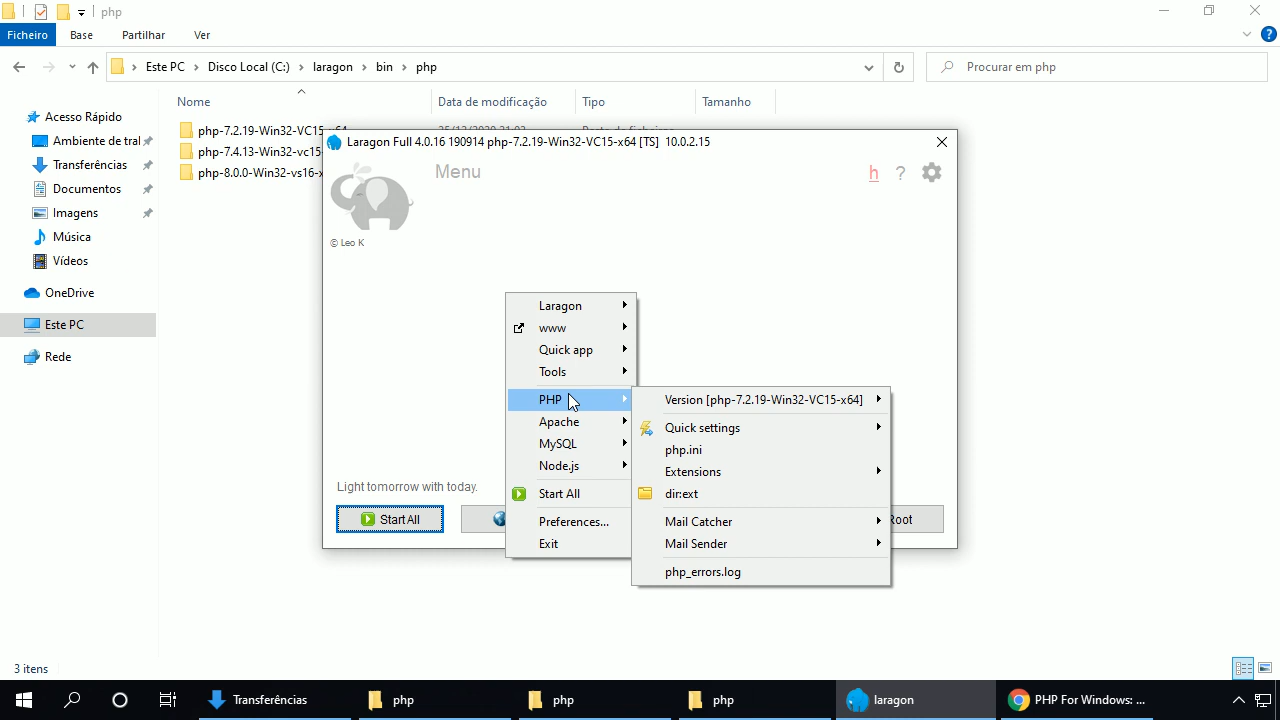 php
Ficheiro Base Partilhar Ver
Este PC Disco Local (C:) laragon bin php
Procurar em php
Nome Data de modificação Tipo Tamanho
Acesso Rápido
Ambiente de tral
Transferências
Documentos
Imagens
Música
Vídeos
OneDrive
Este PC
Rede
php-7.2.19-Win32-VC15-x64
php-7.4.13-Win32-vc15-
php-8.0.0-Win32-vs16-x
Laragon Full 4.0.16 190914 php-7.2.19-Win32-VC15-x64 [TS] 10.0.2.15
Menu
h ?
© Leo K
Laragon
www
Quick app
Tools
PHP
Apache
MySQL
Node.js
Start All
Preferences...
Exit
Version [php-7.2.19-Win32-VC15-x64]
Quick settings
php.ini
Extensions
dir:ext
Mail Catcher
Mail Sender
php_errors.log
Light tomorrow with today.
Start All
Root
3 itens
Transferências php php php laragon PHP For Windows: ...